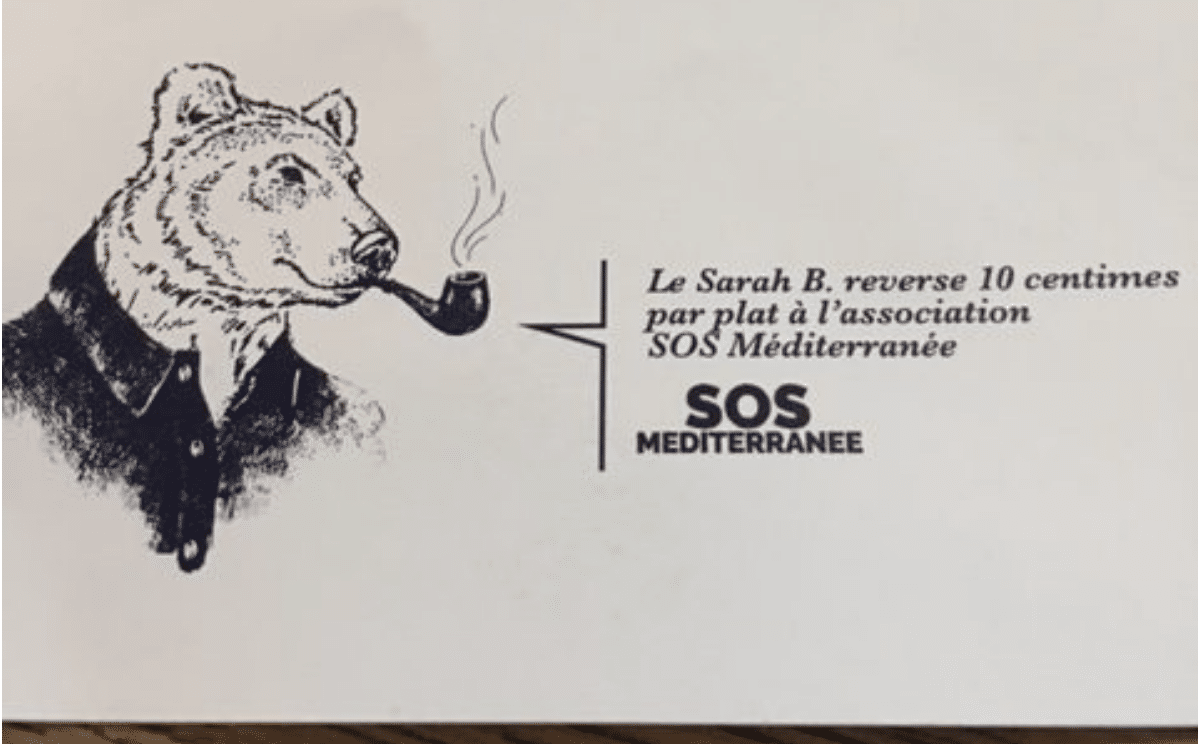 Le Sarah B. reverse 10 centimes
par plat à l'association
SOS Méditerranée
SOS
MEDITERRANEE